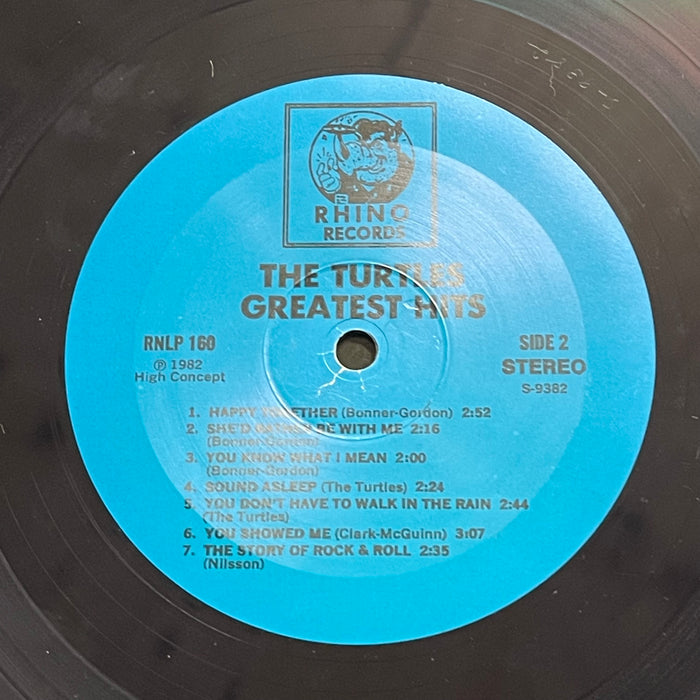 RHINO
RECORDS
THE TURTLES
GREATEST HITS
RNLP 160
℗ 1982
High Concept
SIDE 2
STEREO
S-9382
1. HAPPY TOGETHER (Bonner-Gordon) 2:52
2. SHE'D RATHER BE WITH ME 2:16
(Bonner-Gordon)
3. YOU KNOW WHAT I MEAN 2:00
(Bonner-Gordon)
4. SOUND ASLEEP (The Turtles) 2:24
5. YOU DON'T HAVE TO WALK IN THE RAIN 2:44
(The Turtles)
6. YOU SHOWED ME (Clark-McGuinn) 3:07
7. THE STORY OF ROCK & ROLL 2:35
(Nilsson)